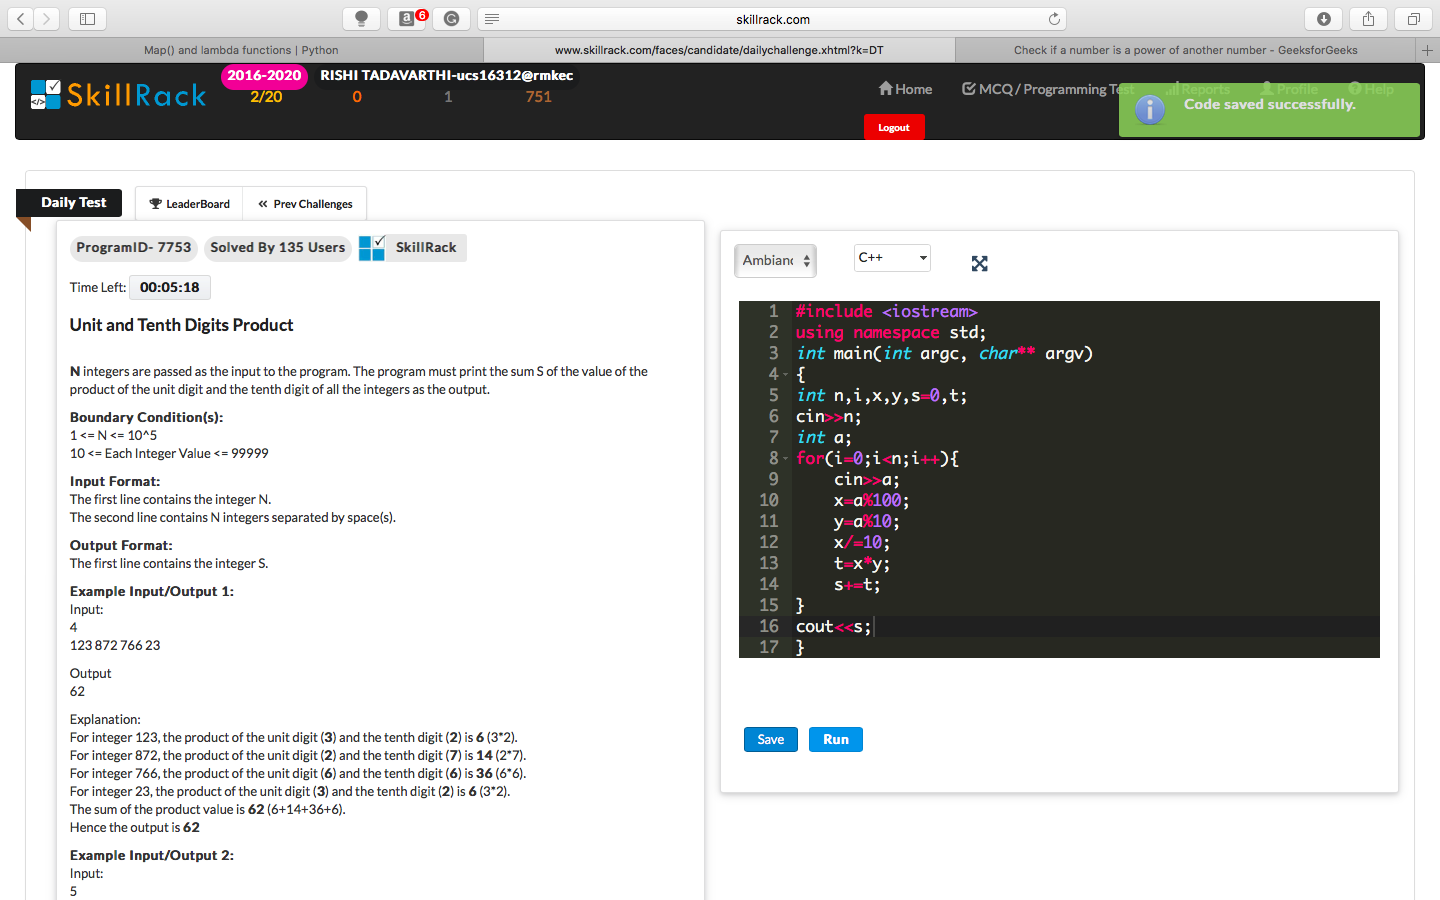 skillrack.com
6
Map() and lambda functions | Python
www.skillrack.com/faces/candidate/dailychallenge.xhtml?k=DT
Check if a number is a power of another number - GeeksforGeeks
SkillRack
2016-2020
RISHI TADAVARTHI-ucs16312@rmkec
2/20
0
1
751
Home
MCQ / Programming Test
Reports
Profile
Help
Logout
Code saved successfully.
Daily Test
LeaderBoard
Prev Challenges
ProgramID- 7753
Solved By 135 Users
SkillRack
Time Left: 00:05:18
Unit and Tenth Digits Product
N integers are passed as the input to the program. The program must print the sum S of the value of the
product of the unit digit and the tenth digit of all the integers as the output.
Boundary Condition(s):
1 <= N <= 10^5
10 <= Each Integer Value <= 99999
Input Format:
The first line contains the integer N.
The second line contains N integers separated by space(s).
Output Format:
The first line contains the integer S.
Example Input/Output 1:
Input:
4
123 872 766 23
Output
62
Explanation:
For integer 123, the product of the unit digit (3) and the tenth digit (2) is 6 (3*2).
For integer 872, the product of the unit digit (2) and the tenth digit (7) is 14 (2*7).
For integer 766, the product of the unit digit (6) and the tenth digit (6) is 36 (6*6).
For integer 23, the product of the unit digit (3) and the tenth digit (2) is 6 (3*2).
The sum of the product value is 62 (6+14+36+6).
Hence the output is 62
Example Input/Output 2:
Input:
5
Ambianc
C++
1 #include <iostream>
2 using namespace std;
3 int main(int argc, char** argv)
4 {
5 int n,i,x,y,s=0,t;
6 cin>>n;
7 int a;
8 for(i=0;i<n;i++){
9     cin>>a;
10     x=a%100;
11     y=a%10;
12     x/=10;
13     t=x*y;
14     s+=t;
15 }
16 cout<<s;
17 }
Save
Run